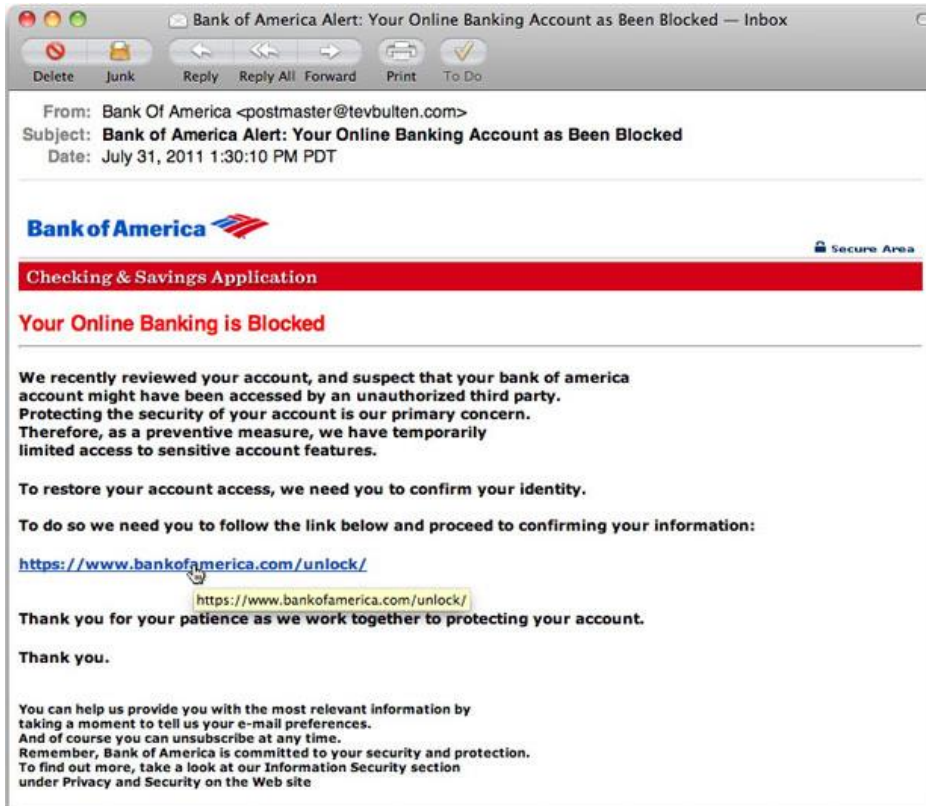 Bank of America Alert: Your Online Banking Account as Been Blocked — Inbox
Delete Junk Reply Reply All Forward Print To Do
From: Bank Of America <postmaster@tevbulten.com>
Subject: Bank of America Alert: Your Online Banking Account as Been Blocked
Date: July 31, 2011 1:30:10 PM PDT
Bank of America
Secure Area
Checking & Savings Application
Your Online Banking is Blocked
We recently reviewed your account, and suspect that your bank of america
account might have been accessed by an unauthorized third party.
Protecting the security of your account is our primary concern.
Therefore, as a preventive measure, we have temporarily
limited access to sensitive account features.
To restore your account access, we need you to confirm your identity.
To do so we need you to follow the link below and proceed to confirming your information:
https://www.bankofamerica.com/unlock/
https://www.bankofamerica.com/unlock/
Thank you for your patience as we work together to protecting your account.
Thank you.
You can help us provide you with the most relevant information by
taking a moment to tell us your e-mail preferences.
And of course you can unsubscribe at any time.
Remember, Bank of America is committed to your security and protection.
To find out more, take a look at our Information Security section
under Privacy and Security on the Web site